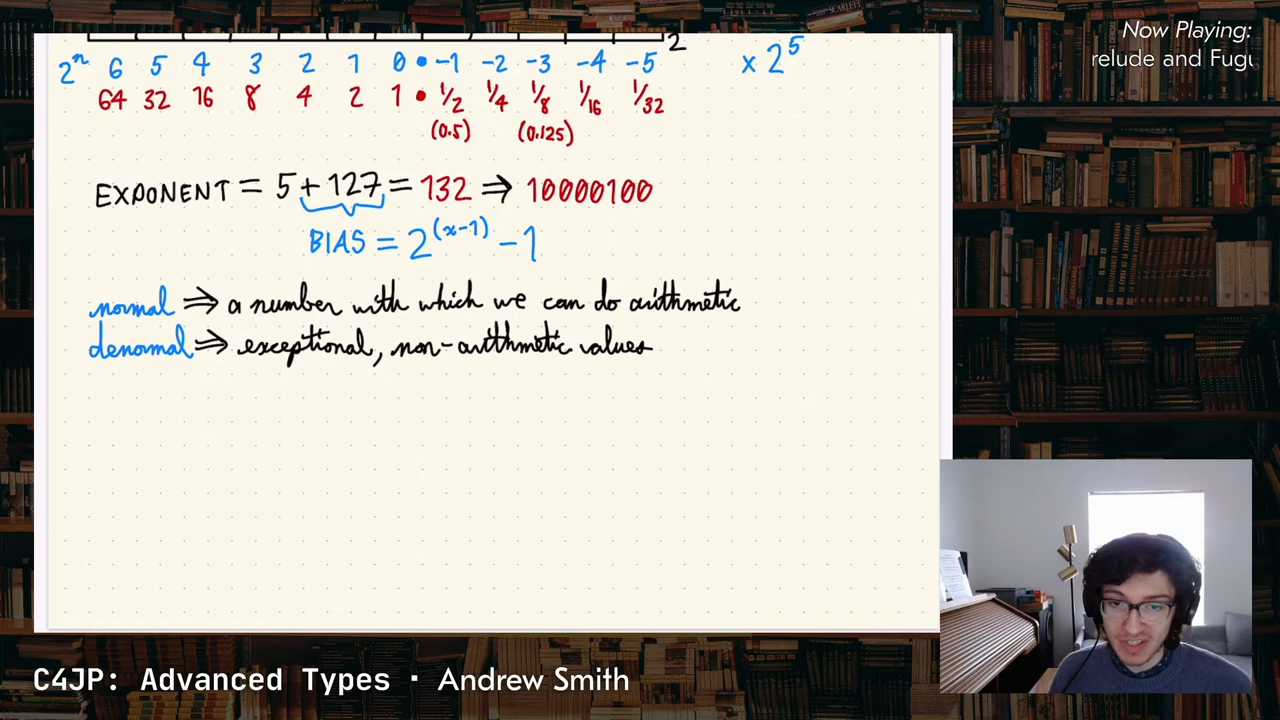 Now Playing:
relude and Fugu
2
2ⁿ 6 5 4 3 2 1 0 • -1 -2 -3 -4 -5
x 2⁵
64 32 16 8 4 2 1 • 1/2 1/4 1/8 1/16 1/32
(0.5) (0.125)
EXPONENT = 5 + 127 = 132 ⇒ 10000100
BIAS = 2^(x-1) - 1
normal ⇒ a number with which we can do arithmetic
denormal ⇒ exceptional, non-arithmetic values
C4JP: Advanced Types ▪ Andrew Smith